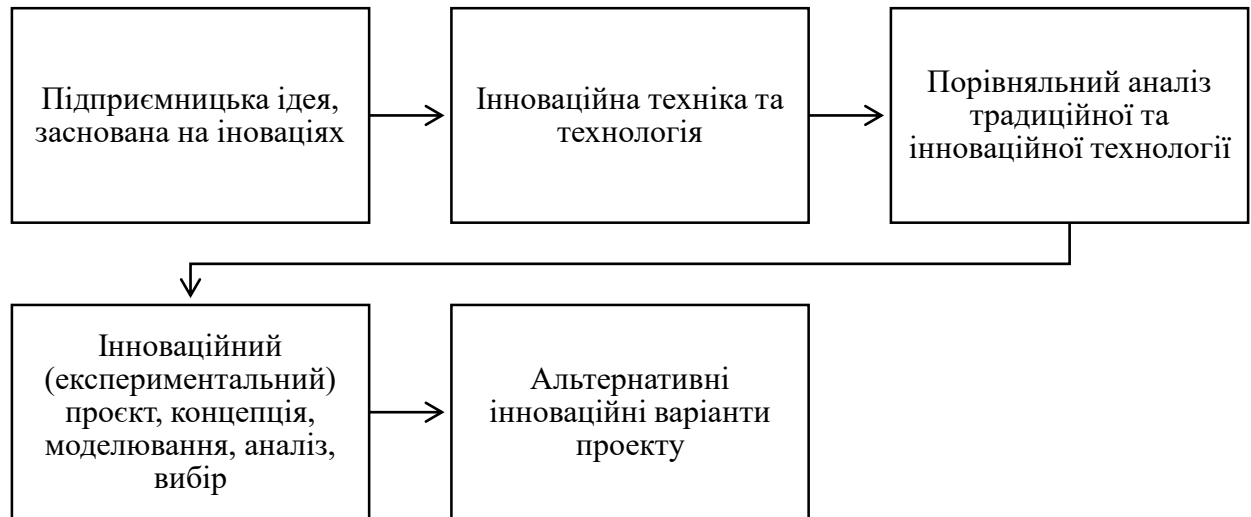 Підприємницька ідея,
заснована на іноваціях
Інноваційна техніка та
технологія
Порівняльний аналіз
традиційної та
інноваційної технології
Інноваційний
(експериментальний)
проєкт, концепція,
моделювання, аналіз,
вибір
Альтернативні
інноваційні варіанти
проекту